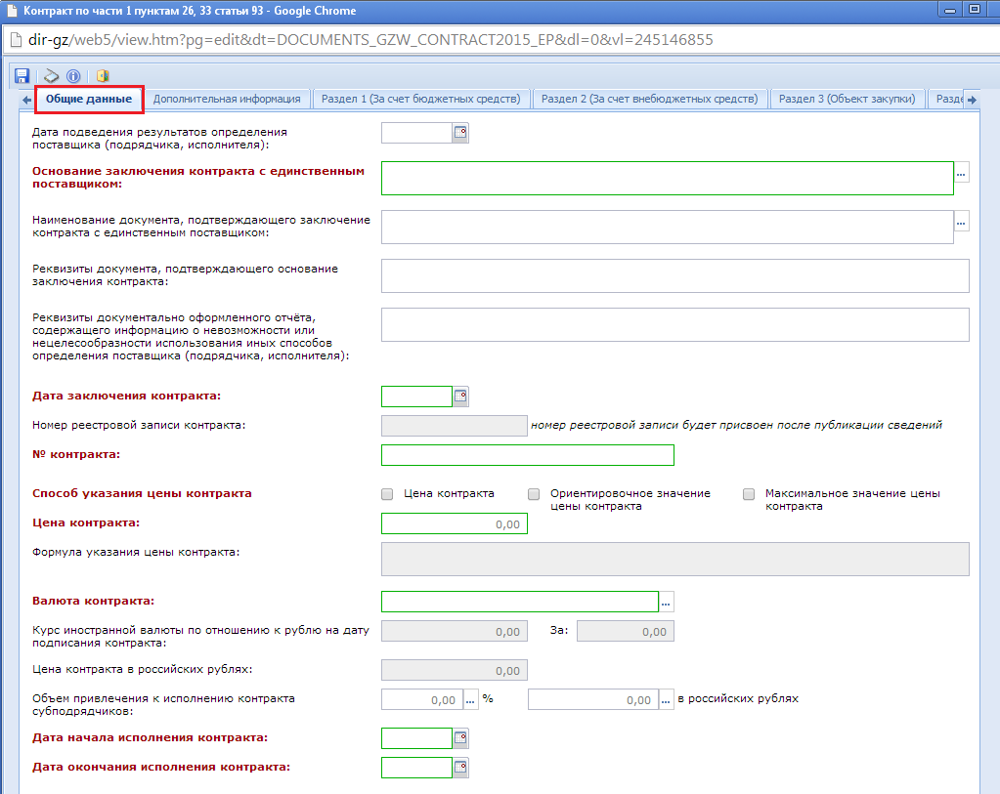 Контракт по части 1 пунктам 26, 33 статьи 93 - Google Chrome
dir-gz/web5/view.htm?pg=edit&dt=DOCUMENTS_GZW_CONTRACT2015_EP&dl=0&vl=245146855
Общие данные Дополнительная информация Раздел 1 (За счет бюджетных средств) Раздел 2 (За счет внебюджетных средств) Раздел 3 (Объект закупки) Разде
Дата подведения результатов определения
поставщика (подрядчика, исполнителя):
Основание заключения контракта с единственным
поставщиком:
...
Наименование документа, подтверждающего заключение
контракта с единственным поставщиком:
...
Реквизиты документа, подтверждающего основание
заключения контракта:
Реквизиты документально оформленного отчёта,
содержащего информацию о невозможности или
нецелесообразности использования иных способов
определения поставщика (подрядчика, исполнителя):
Дата заключения контракта:
Номер реестровой записи контракта: номер реестровой записи будет присвоен после публикации сведений
№ контракта:
Способ указания цены контракта Цена контракта Ориентировочное значение
цены контракта Максимальное значение цены
контракта
Цена контракта: 0,00
Формула указания цены контракта:
Валюта контракта: ...
Курс иностранной валюты по отношению к рублю на дату
подписания контракта: 0,00 За: 0,00
Цена контракта в российских рублях: 0,00
Объем привлечения к исполнению контракта
субподрядчиков: 0,00 ... % 0,00 ... в российских рублях
Дата начала исполнения контракта:
Дата окончания исполнения контракта: